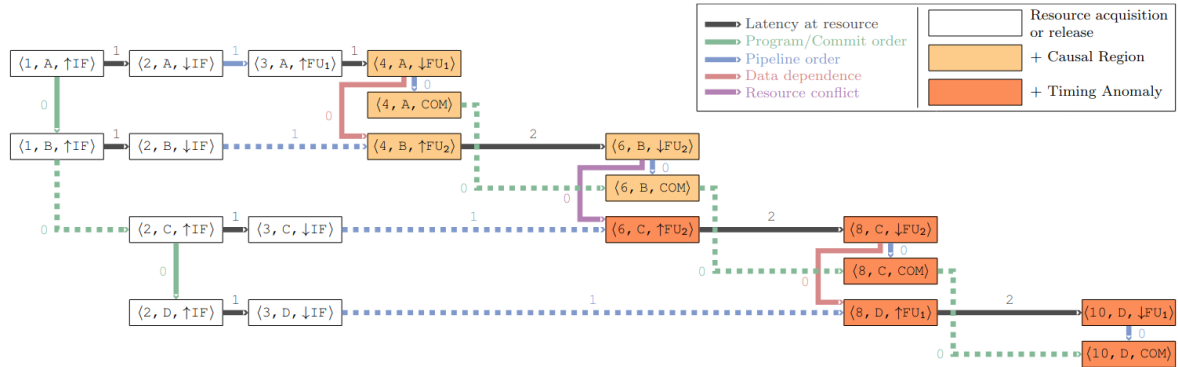 Latency at resource
Program/Commit order
Pipeline order
Data dependence
Resource conflict
Resource acquisition
or release
+ Causal Region
+ Timing Anomaly
1 1 1
⟨1, A, ↑IF⟩ ⟨2, A, ↓IF⟩ ⟨3, A, ↑FU₁⟩ ⟨4, A, ↓FU₁⟩
0
0 ⟨4, A, COM⟩
0
1 1 2
⟨1, B, ↑IF⟩ ⟨2, B, ↓IF⟩ ⟨4, B, ↑FU₂⟩ ⟨6, B, ↓FU₂⟩
0
0 ⟨6, B, COM⟩
0
0 1 1 2
⟨2, C, ↑IF⟩ ⟨3, C, ↓IF⟩ ⟨6, C, ↑FU₂⟩ ⟨8, C, ↓FU₂⟩
0
0 0 ⟨8, C, COM⟩
0
1 1 2
⟨2, D, ↑IF⟩ ⟨3, D, ↓IF⟩ ⟨8, D, ↑FU₁⟩ ⟨10, D, ↓FU₁⟩
0
0 ⟨10, D, COM⟩